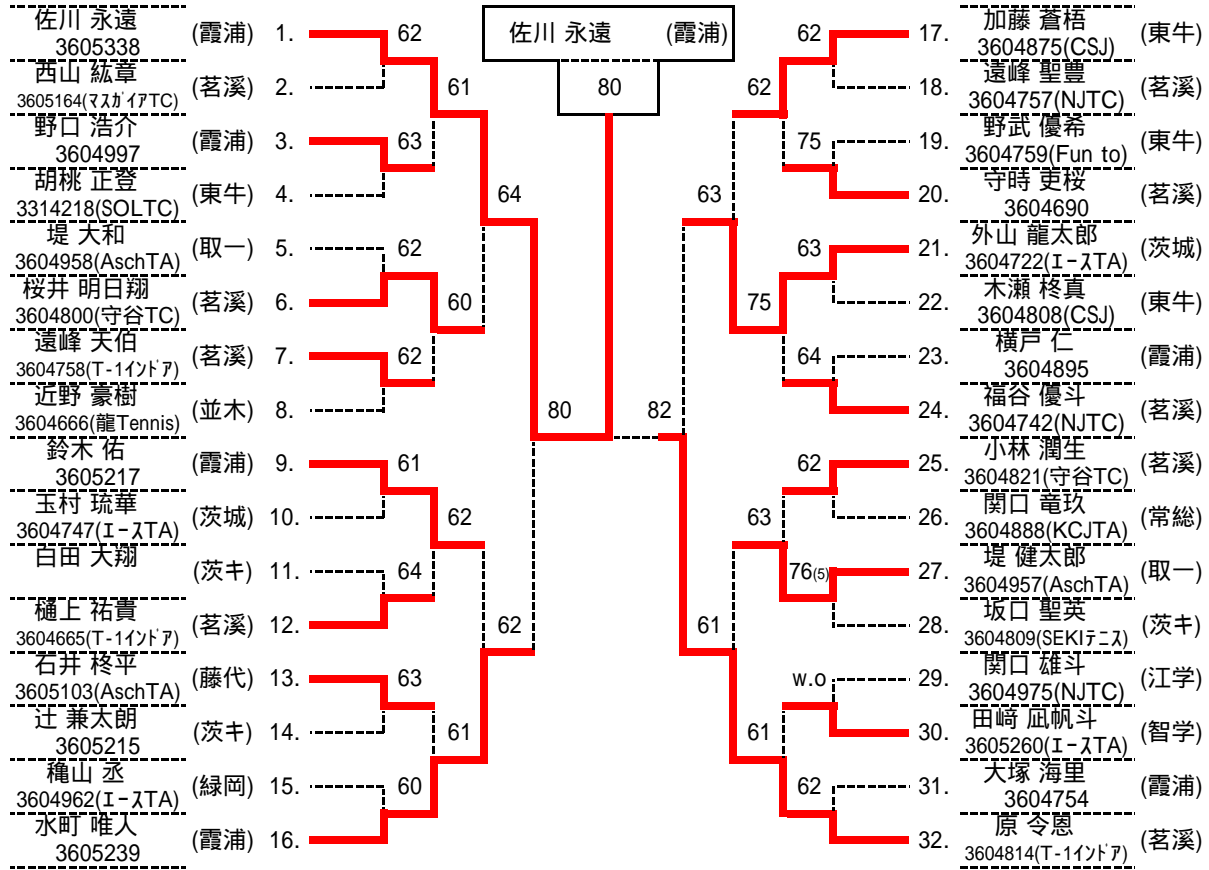 佐川 永遠
3605338
(霞浦) 1.
西山 紘章
3605164(マスガイアTC)
(茗溪) 2.
野口 浩介
3604997
(霞浦) 3.
胡桃 正登
3314218(SOLTC)
(東牛) 4.
堤 大和
3604958(AschTA)
(取一) 5.
桜井 明日翔
3604800(守谷TC)
(茗溪) 6.
遠峰 天伯
3604758(T-1インドア)
(茗溪) 7.
近野 豪樹
3604666(龍Tennis)
(並木) 8.
鈴木 佑
3605217
(霞浦) 9.
玉村 琉華
3604747(エースTA)
(茨城) 10.
白田 大翔
(茨キ) 11.
樋上 祐貴
3604665(T-1インドア)
(茗溪) 12.
石井 柊平
3605103(AschTA)
(藤代) 13.
辻 兼太朗
3605215
(茨キ) 14.
穐山 丞
3604962(エースTA)
(緑岡) 15.
水町 唯人
3605239
(霞浦) 16.
62
63
62
62
61
64
63
60
61
60
62
61
64
62
80
佐川 永遠 (霞浦)
80
82
63
61
62
75
63
61
62
75
63
64
62
76(5)
w.o
62
17. 加藤 蒼梧
3604875(CSJ)
(東牛)
18. 遠峰 聖豊
3604757(NJTC)
(茗溪)
19. 野武 優希
3604759(Fun to)
(東牛)
20. 守時 吏桜
3604690
(茗溪)
21. 外山 龍太郎
3604722(エースTA)
(茨城)
22. 木瀬 柊真
3604808(CSJ)
(東牛)
23. 横戸 仁
3604895
(霞浦)
24. 福谷 優斗
3604742(NJTC)
(茗溪)
25. 小林 潤生
3604821(守谷TC)
(茗溪)
26. 関口 竜玖
3604888(KCJTA)
(常総)
27. 堤 健太郎
3604957(AschTA)
(取一)
28. 坂口 聖英
3604809(SEKIテニス)
(茨キ)
29. 関口 雄斗
3604975(NJTC)
(江学)
30. 田﨑 凪帆斗
3605260(エースTA)
(智学)
31. 大塚 海里
3604754
(霞浦)
32. 原 令恩
3604814(T-1インドア)
(茗溪)